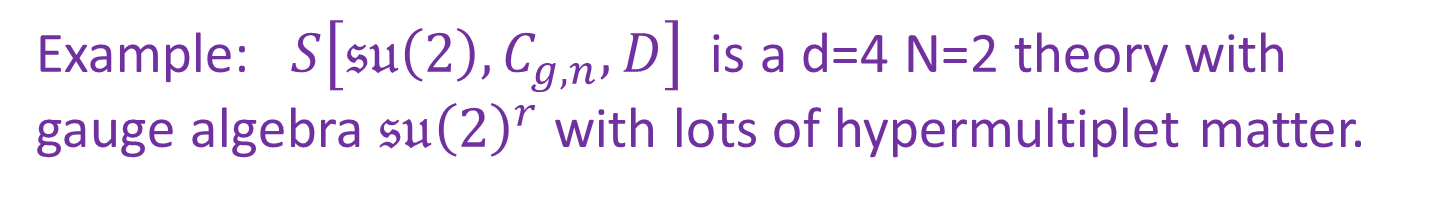 Example: S[𝔰𝔲(2), C_{g,n}, D] is a d=4 N=2 theory with
gauge algebra 𝔰𝔲(2)^r with lots of hypermultiplet matter.